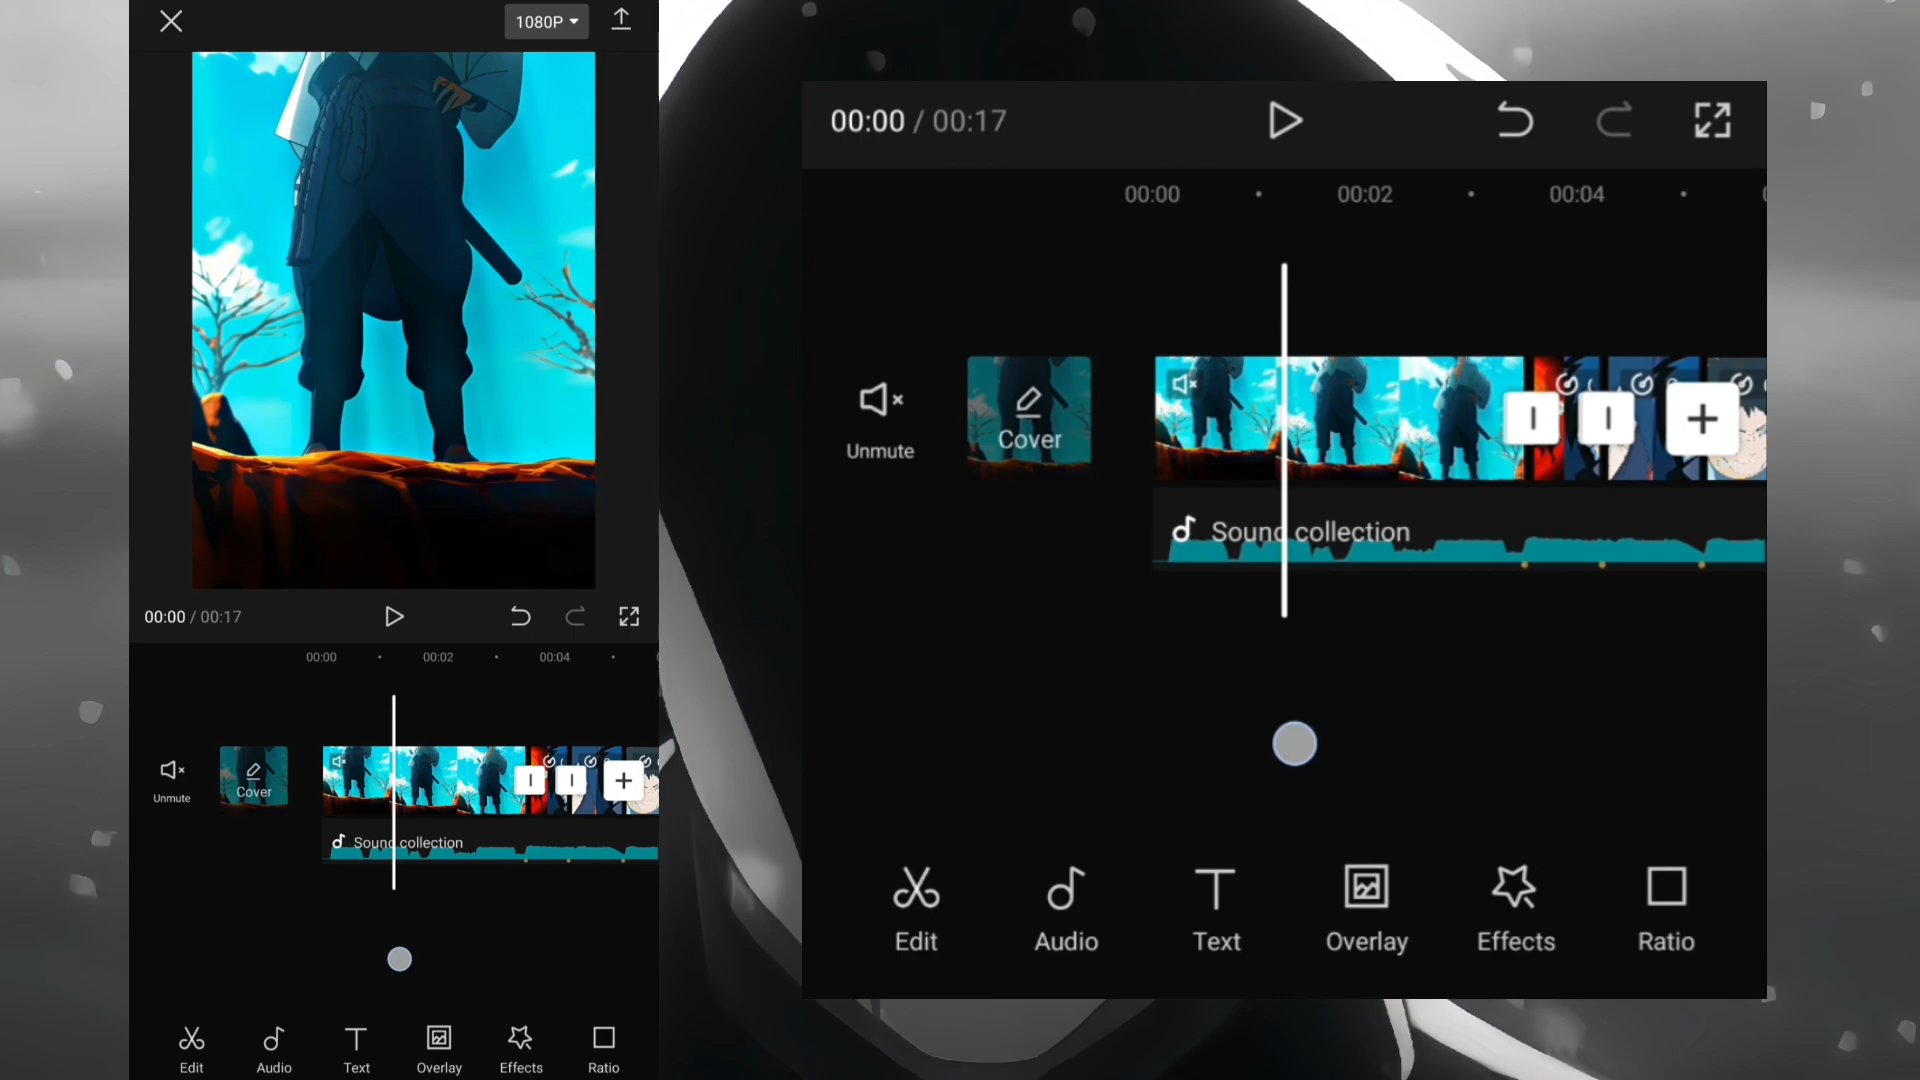 1080P
00:00 / 00:17
00:00
00:02
00:04
Unmute
Cover
Sound collection
Edit
Audio
Text
Overlay
Effects
Ratio
00:00 / 00:17
00:00
00:02
00:04
Unmute
Cover
Sound collection
Edit
Audio
Text
Overlay
Effects
Ratio